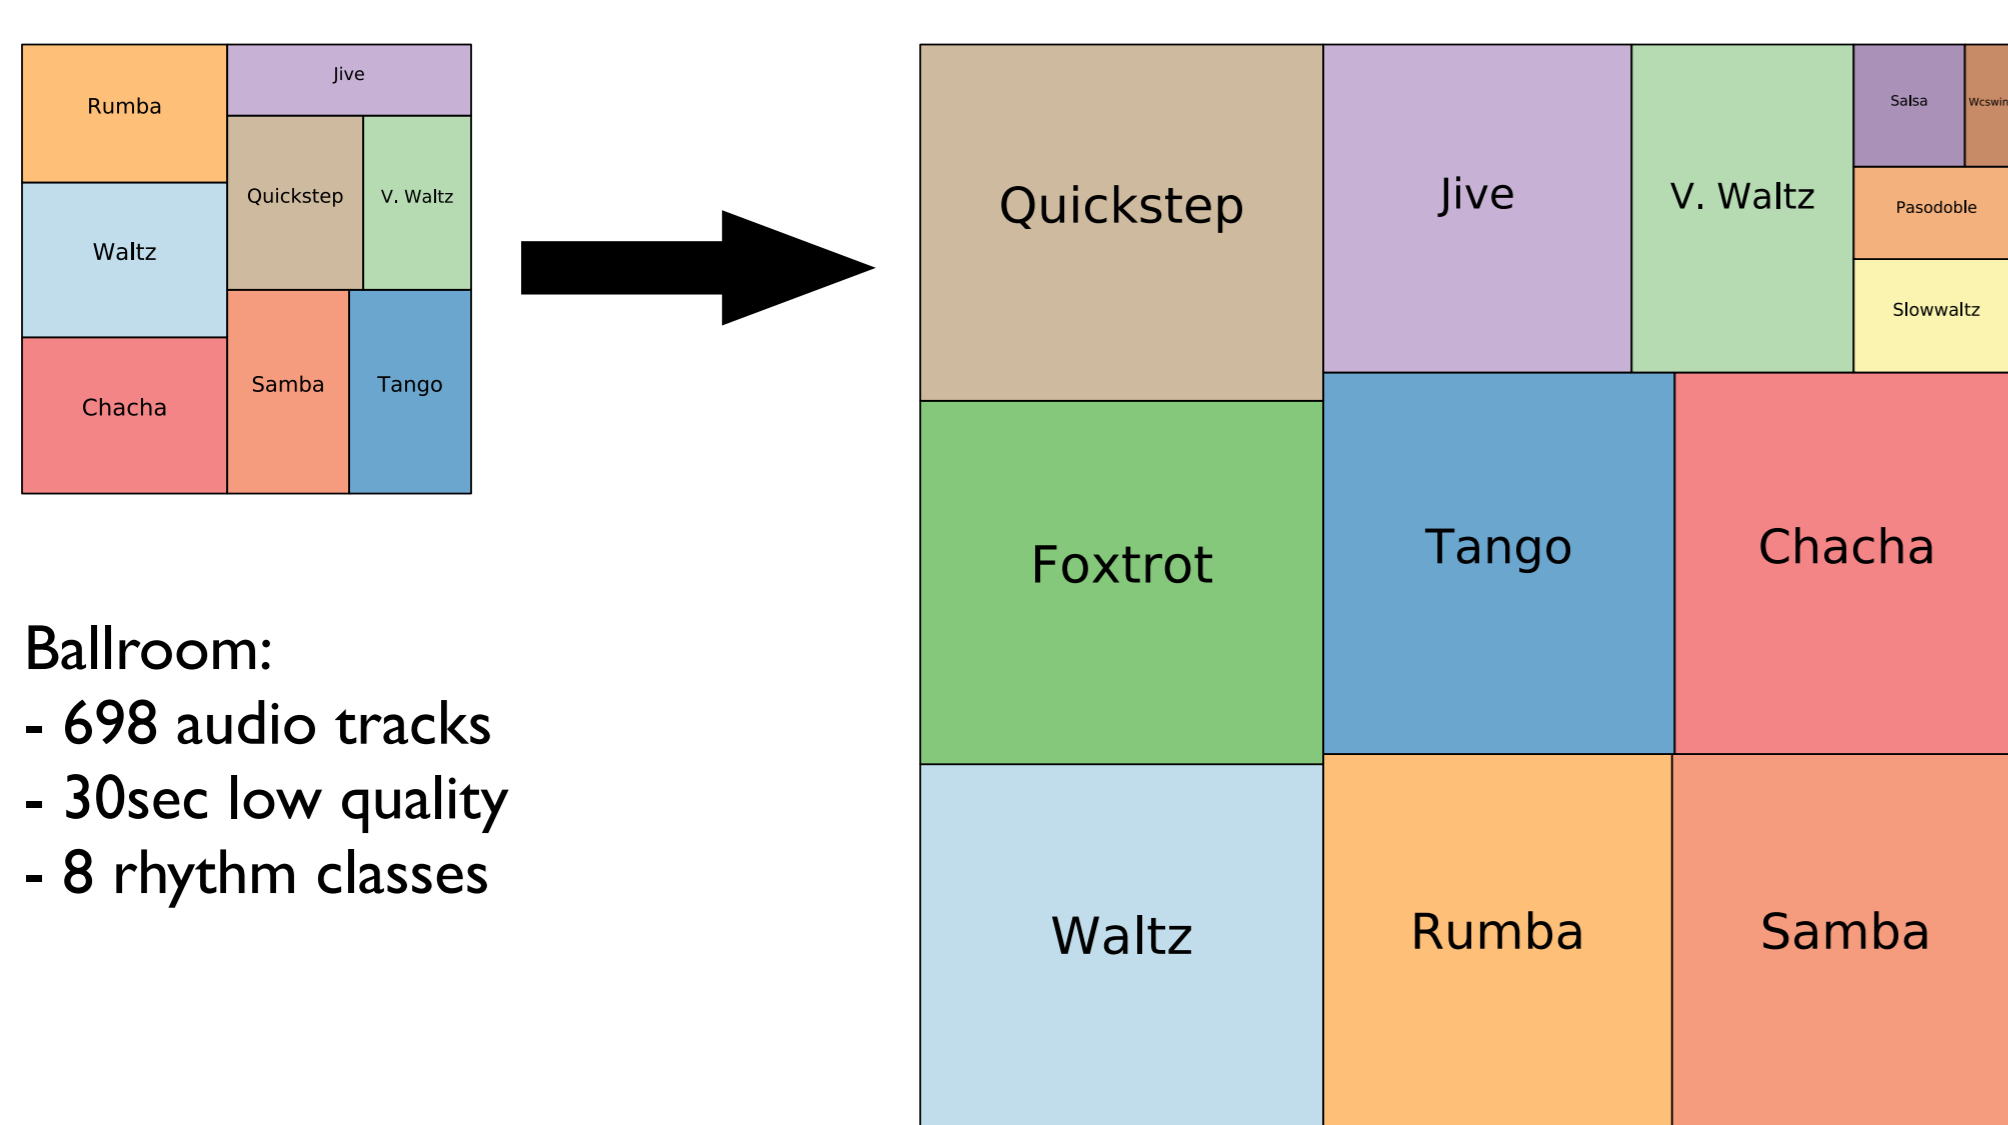 Rumba
Jive
Quickstep
V. Waltz
Waltz
Samba
Tango
Chacha
Ballroom:
- 698 audio tracks
- 30sec low quality
- 8 rhythm classes
Quickstep
Jive
V. Waltz
Salsa
Wcswin
Pasodoble
Slowwaltz
Foxtrot
Tango
Chacha
Waltz
Rumba
Samba